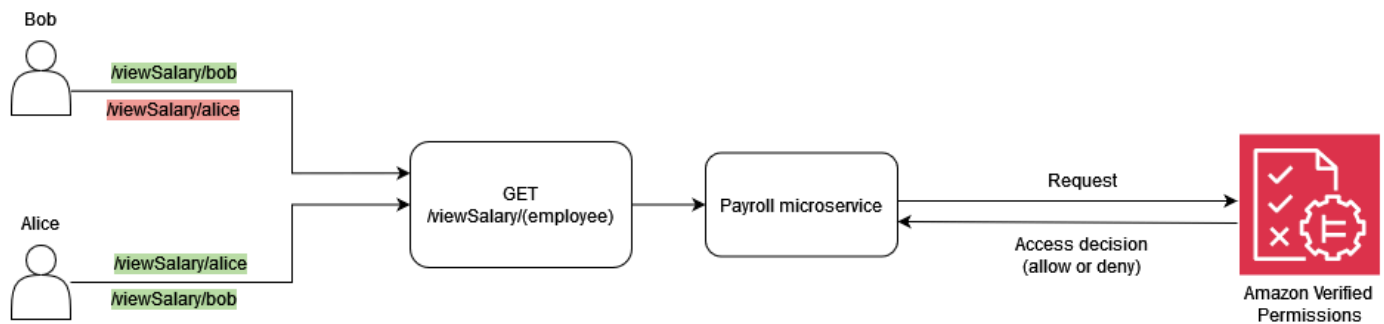 Bob
/viewSalary/bob
/viewSalary/alice
Alice
/viewSalary/alice
/viewSalary/bob
GET
/viewSalary/(employee)
Payroll microservice
Request
Access decision
(allow or deny)
Amazon Verified
Permissions